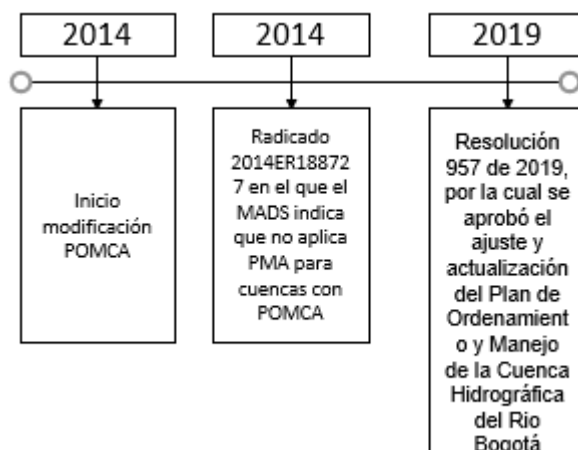 2014
2014
2019
Inicio
modificación
POMCA
Radicado
2014ER18872
7 en el que el
MADS indica
que no aplica
PMA para
cuencas con
POMCA
Resolución
957 de 2019,
por la cual se
aprobó el
ajuste y
actualización
del Plan de
Ordenamient
o y Manejo
de la Cuenca
Hidrográfica
del Rio
Bogotá